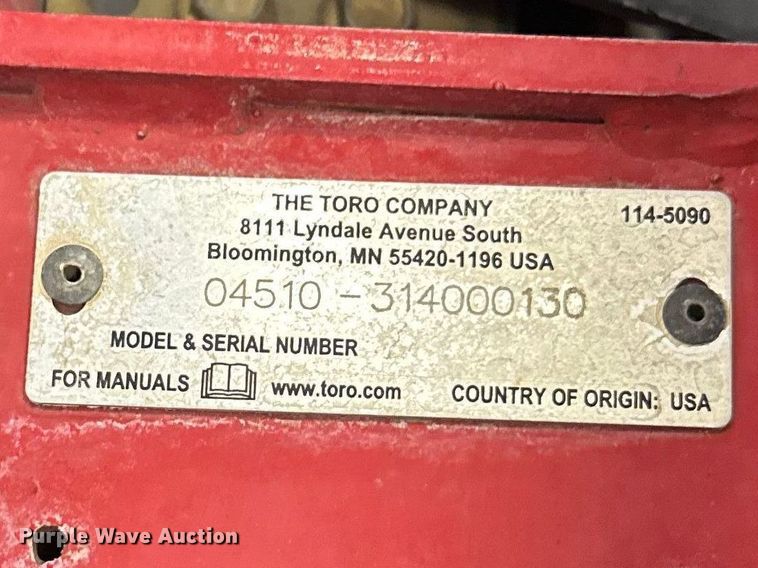 THE TORO COMPANY
114-5090
8111 Lyndale Avenue South
Bloomington, MN 55420-1196 USA
04510 - 314000130
MODEL & SERIAL NUMBER
FOR MANUALS www.toro.com
COUNTRY OF ORIGIN: USA
Purple Wave Auction